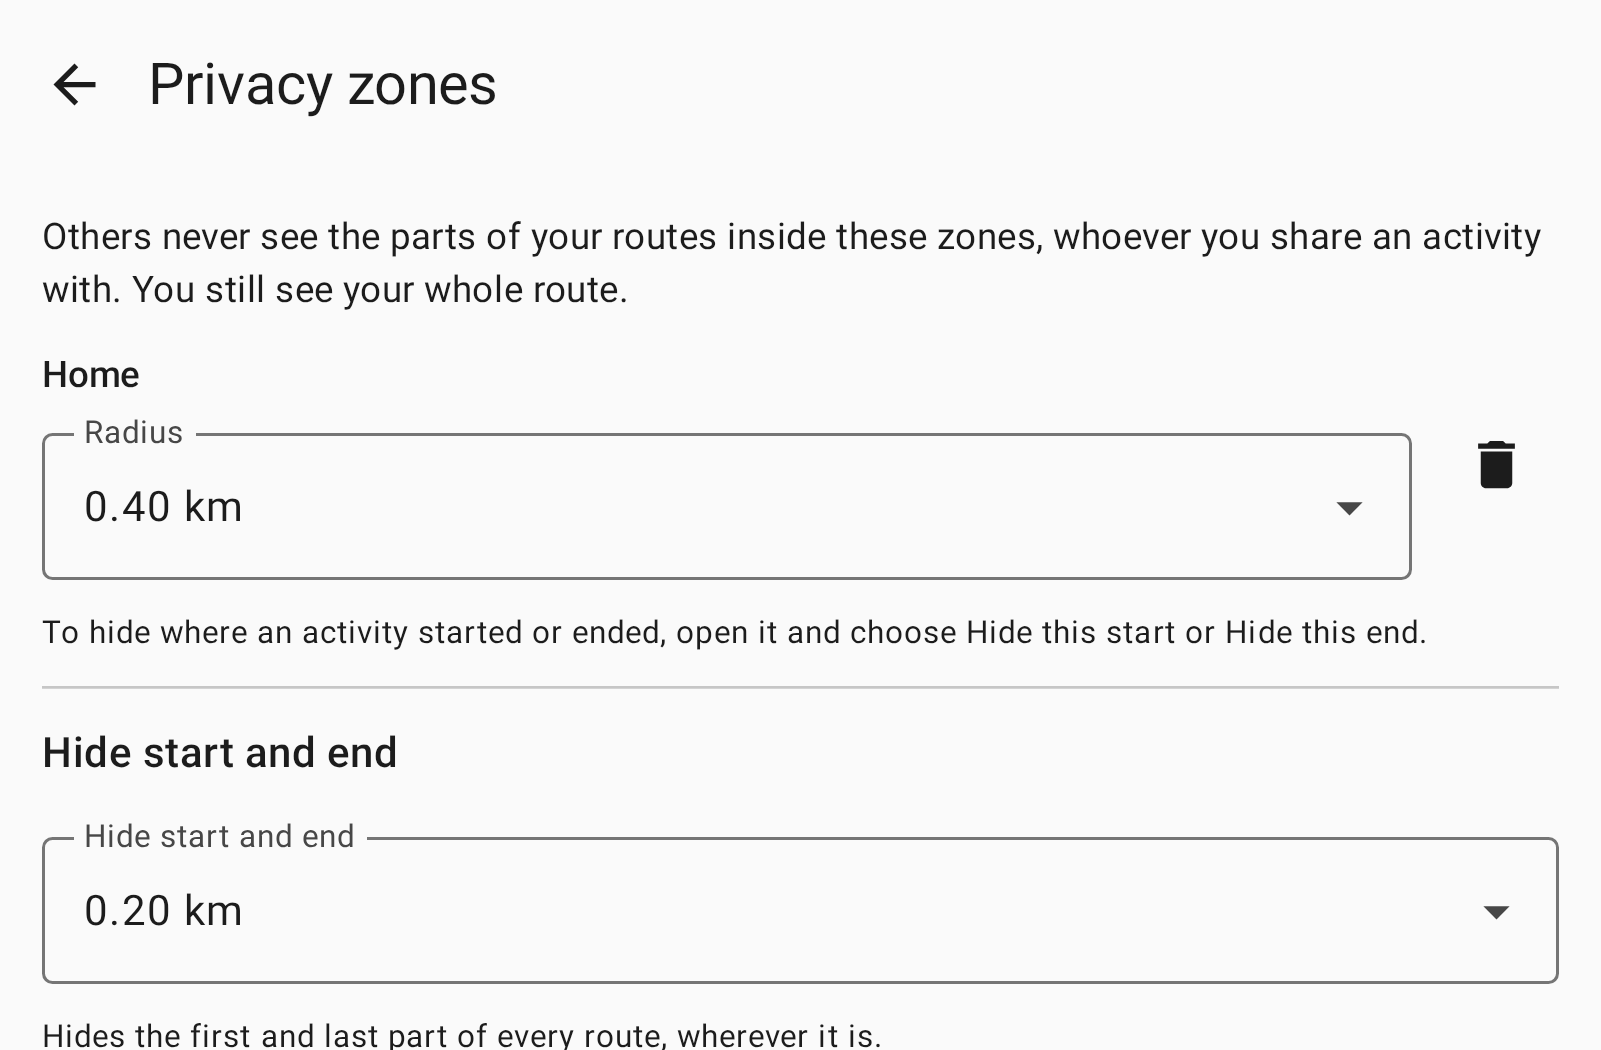 Privacy zones
Others never see the parts of your routes inside these zones, whoever you share an activity
with. You still see your whole route.
Home
Radius
0.40 km
To hide where an activity started or ended, open it and choose Hide this start or Hide this end.
Hide start and end
Hide start and end
0.20 km
Hides the first and last part of every route, wherever it is.